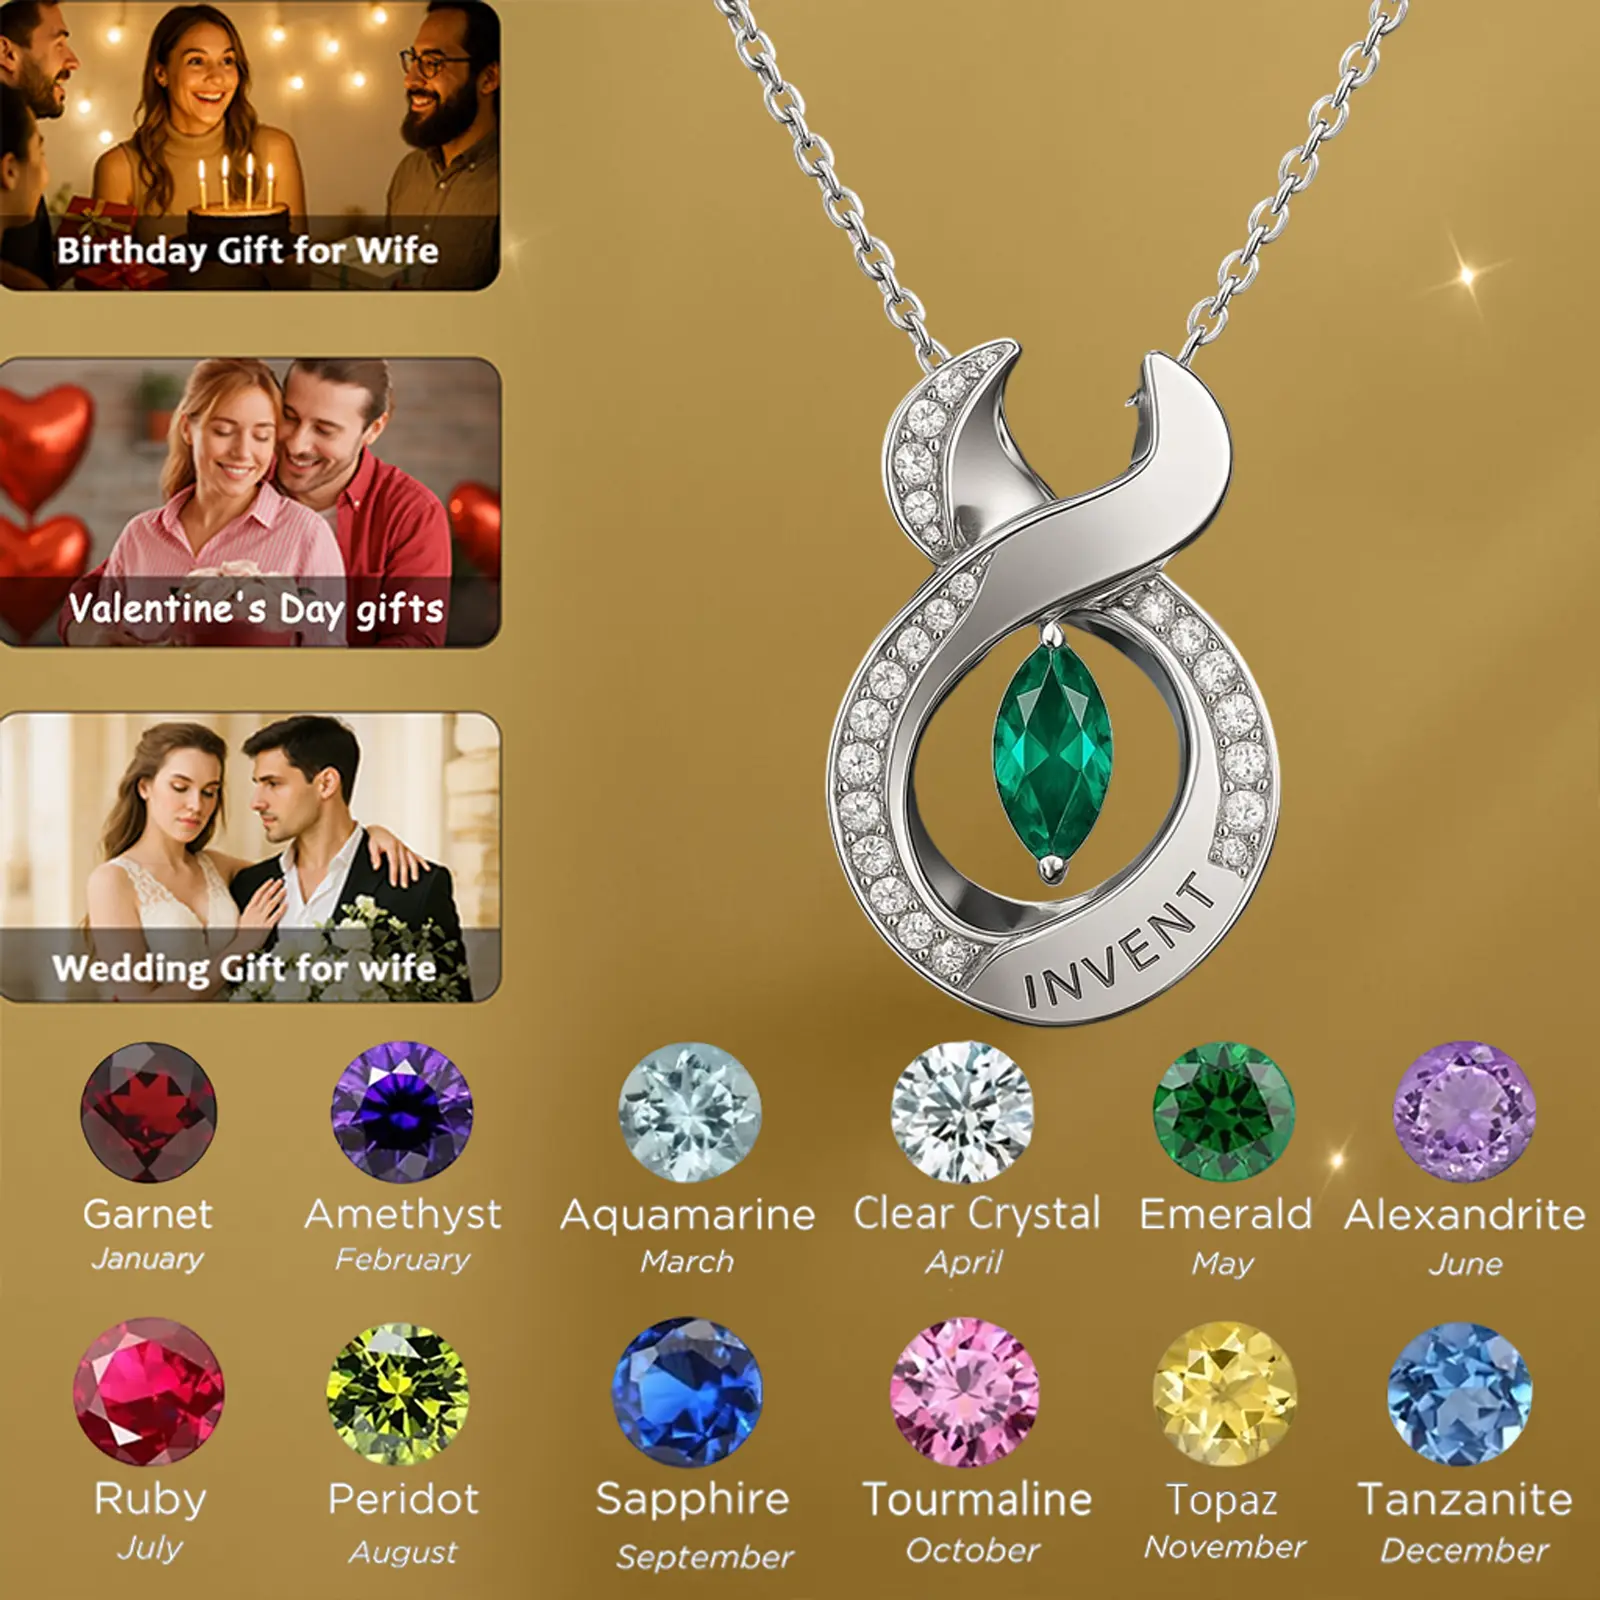 Birthday Gift for Wife
Valentine's Day gifts
Wedding Gift for wife
INVENT
Garnet
January
Amethyst
February
Aquamarine
March
Clear Crystal
April
Emerald
May
Alexandrite
June
Ruby
July
Peridot
August
Sapphire
September
Tourmaline
October
Topaz
November
Tanzanite
December